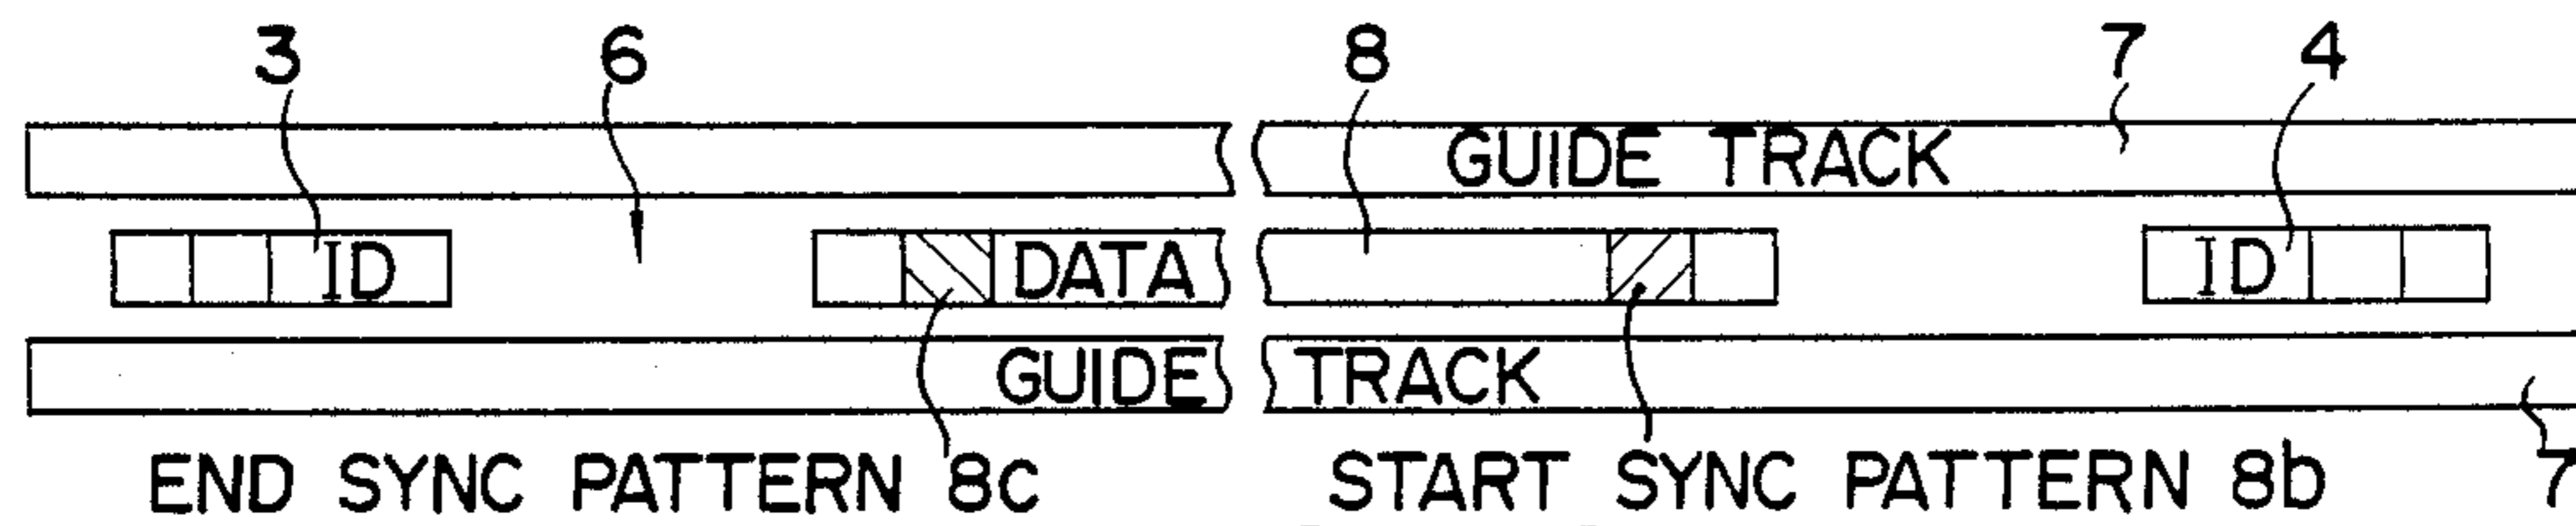 3 6 8 7 4
GUIDE TRACK
ID DATA ID
GUIDE TRACK
END SYNC PATTERN 8c START SYNC PATTERN 8b 7